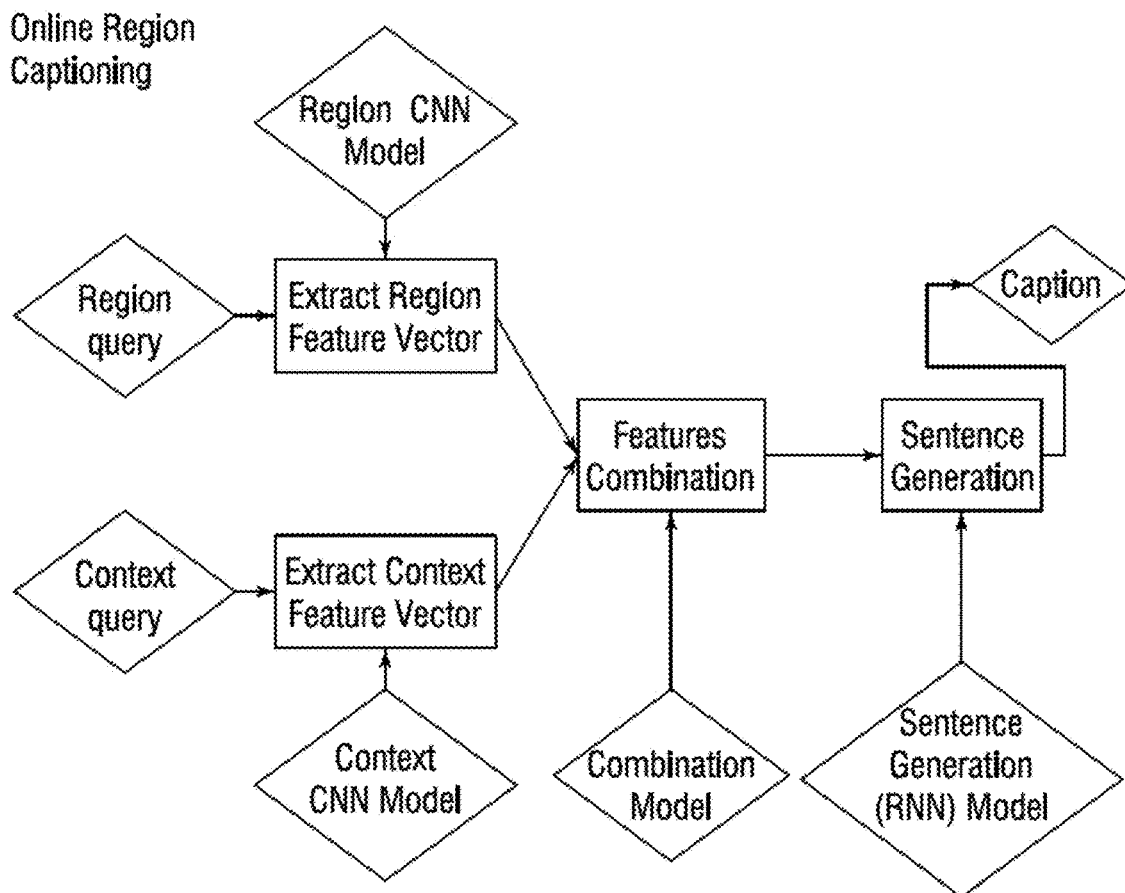 Online Region
Captioning
Region CNN
Model
Region
query
Extract Region
Feature Vector
Caption
Features
Combination
Sentence
Generation
Context
query
Extract Context
Feature Vector
Context
CNN Model
Combination
Model
Sentence
Generation
(RNN) Model